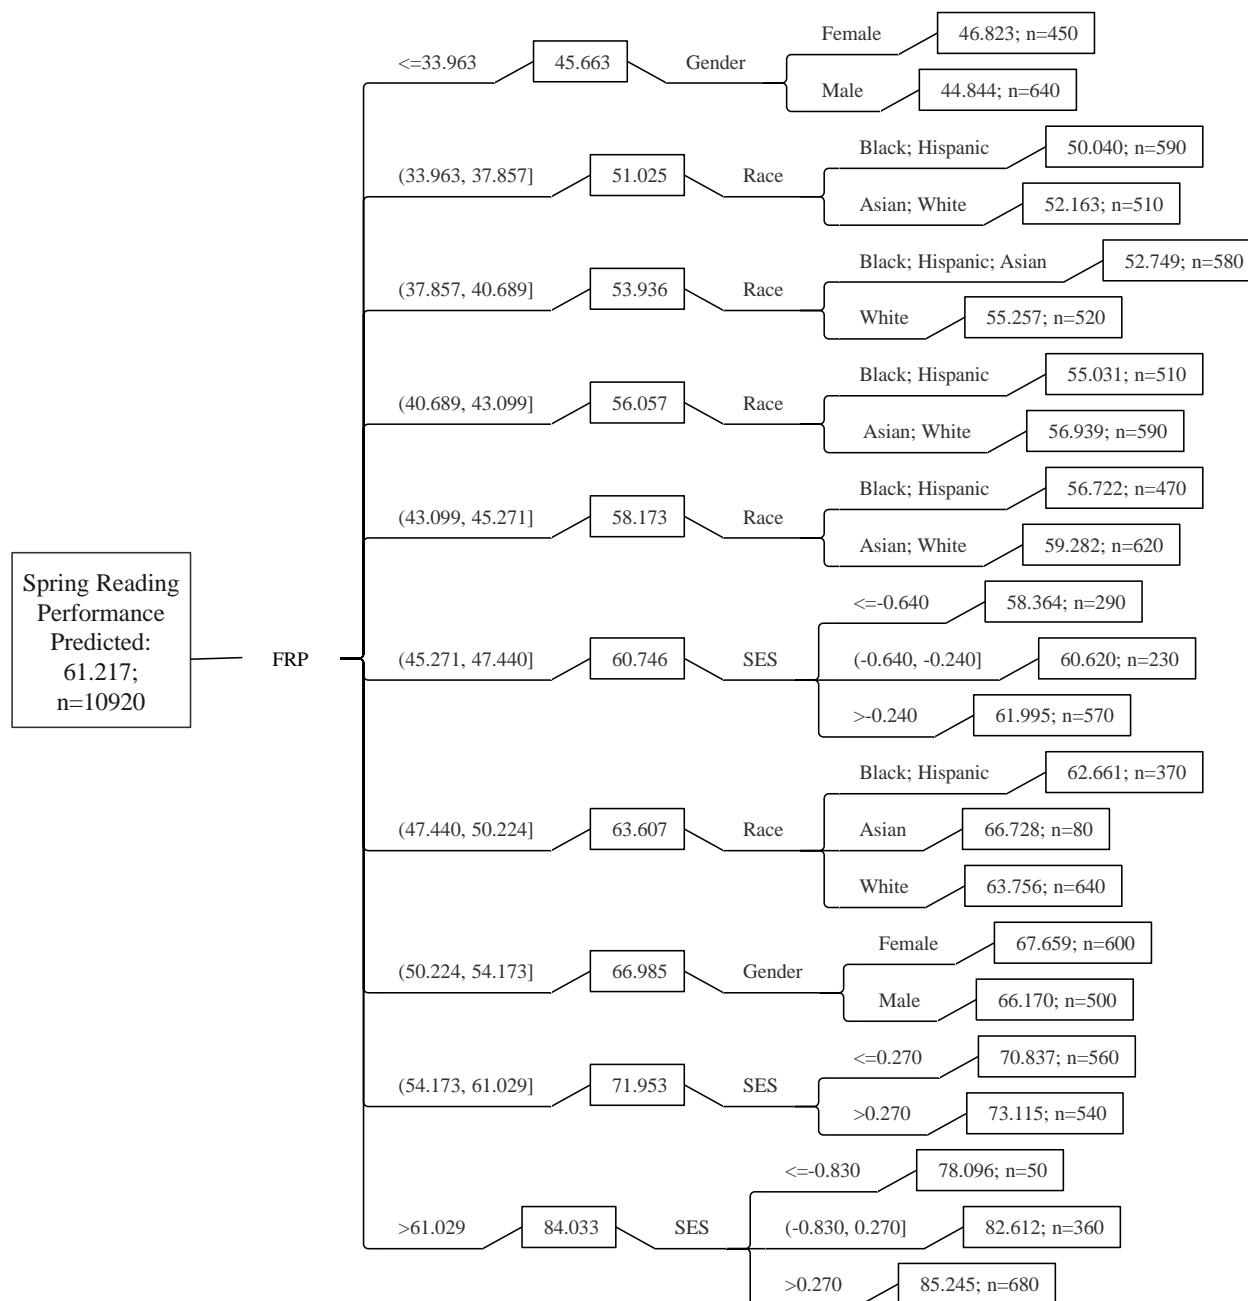 Female
46.823; n=450
<=33.963
45.663
Gender
Male
44.844; n=640
Black; Hispanic
50.040; n=590
(33.963, 37.857]
51.025
Race
Asian; White
52.163; n=510
Black; Hispanic; Asian
52.749; n=580
(37.857, 40.689]
53.936
Race
White
55.257; n=520
Black; Hispanic
55.031; n=510
(40.689, 43.099]
56.057
Race
Asian; White
56.939; n=590
Black; Hispanic
56.722; n=470
(43.099, 45.271]
58.173
Race
Asian; White
59.282; n=620
Spring Reading
Performance
Predicted:
61.217;
n=10920
FRP
<=-0.640
58.364; n=290
(45.271, 47.440]
60.746
SES
(-0.640, -0.240]
60.620; n=230
>-0.240
61.995; n=570
Black; Hispanic
62.661; n=370
(47.440, 50.224]
63.607
Race
Asian
66.728; n=80
White
63.756; n=640
Female
67.659; n=600
(50.224, 54.173]
66.985
Gender
Male
66.170; n=500
<=0.270
70.837; n=560
(54.173, 61.029]
71.953
SES
>0.270
73.115; n=540
<=-0.830
78.096; n=50
>61.029
84.033
SES
(-0.830, 0.270]
82.612; n=360
>0.270
85.245; n=680